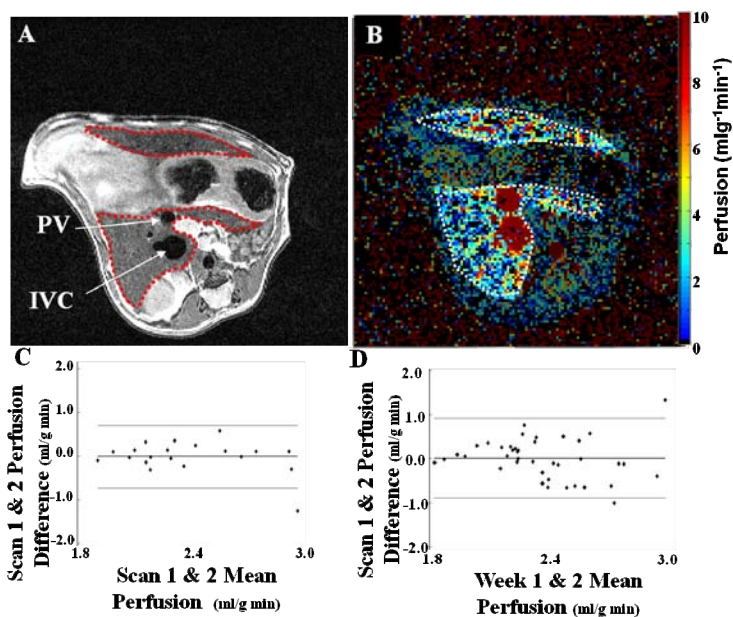 A
B
PV
IVC
10
8
6
4
2
0
Perfusion (mlg⁻¹min⁻¹)
C
2.0
1.0
0.0
−1.0
−2.0
1.8
2.4
3.0
Scan 1 & 2 Perfusion
Difference (ml/g min)
Scan 1 & 2 Mean
Perfusion (ml/g min)
D
2.0
1.0
0.0
−1.0
−2.0
1.8
2.4
3.0
Scan 1 & 2 Perfusion
Difference (ml/g min)
Week 1 & 2 Mean
Perfusion (ml/g min)